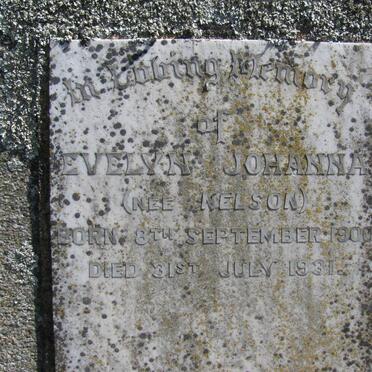 In Loving Memory
of
EVELYN JOHANNA
(NEE NELSON)
BORN 8TH SEPTEMBER 1900
DIED 31ST JULY 1931.